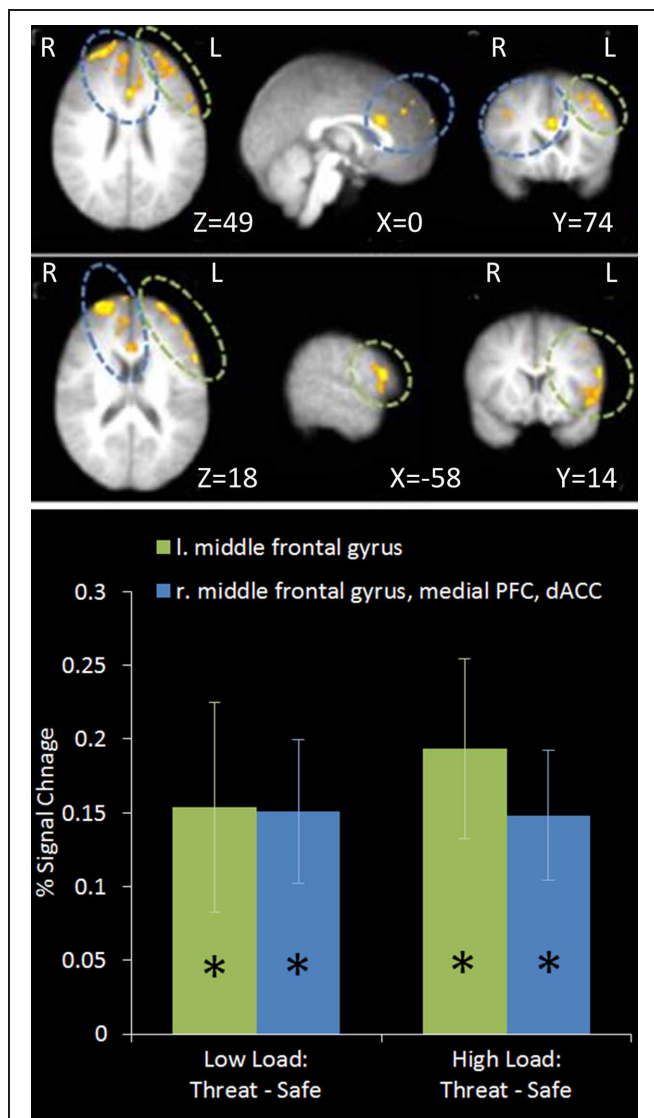 R L R L
Z=49 X=0 Y=74
R L R L
Z=18 X=-58 Y=14
l. middle frontal gyrus
r. middle frontal gyrus, medial PFC, dACC
% Signal Chnage
0.3
0.25
0.2
0.15
0.1
0.05
0
* * * *
Low Load:
Threat - Safe
High Load:
Threat - Safe